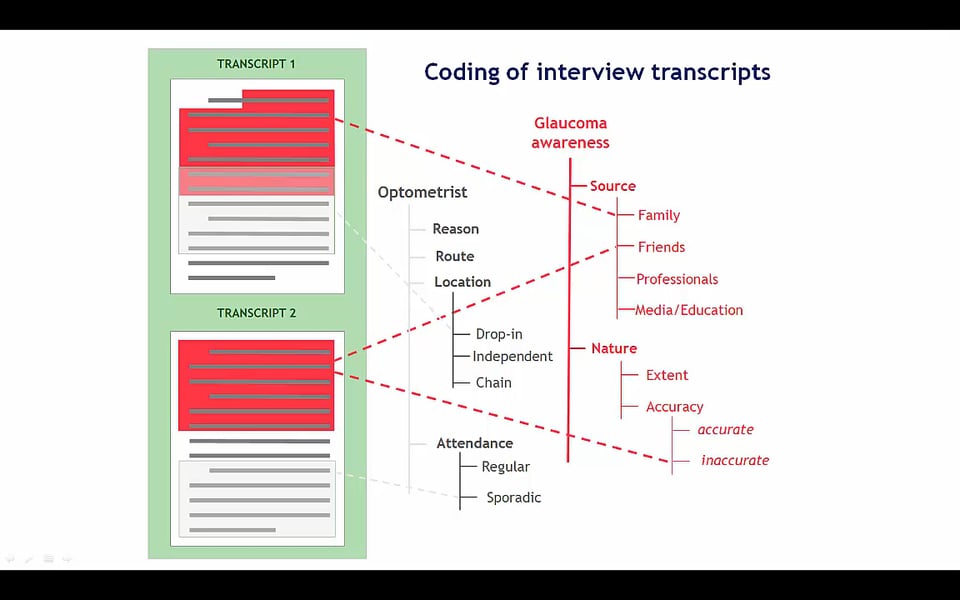 TRANSCRIPT 1
Coding of interview transcripts
Glaucoma
awareness
Source
Family
Friends
Professionals
Media/Education
Nature
Extent
Accuracy
accurate
inaccurate
Optometrist
Reason
Route
Location
Drop-in
Independent
Chain
Attendance
Regular
Sporadic
TRANSCRIPT 2